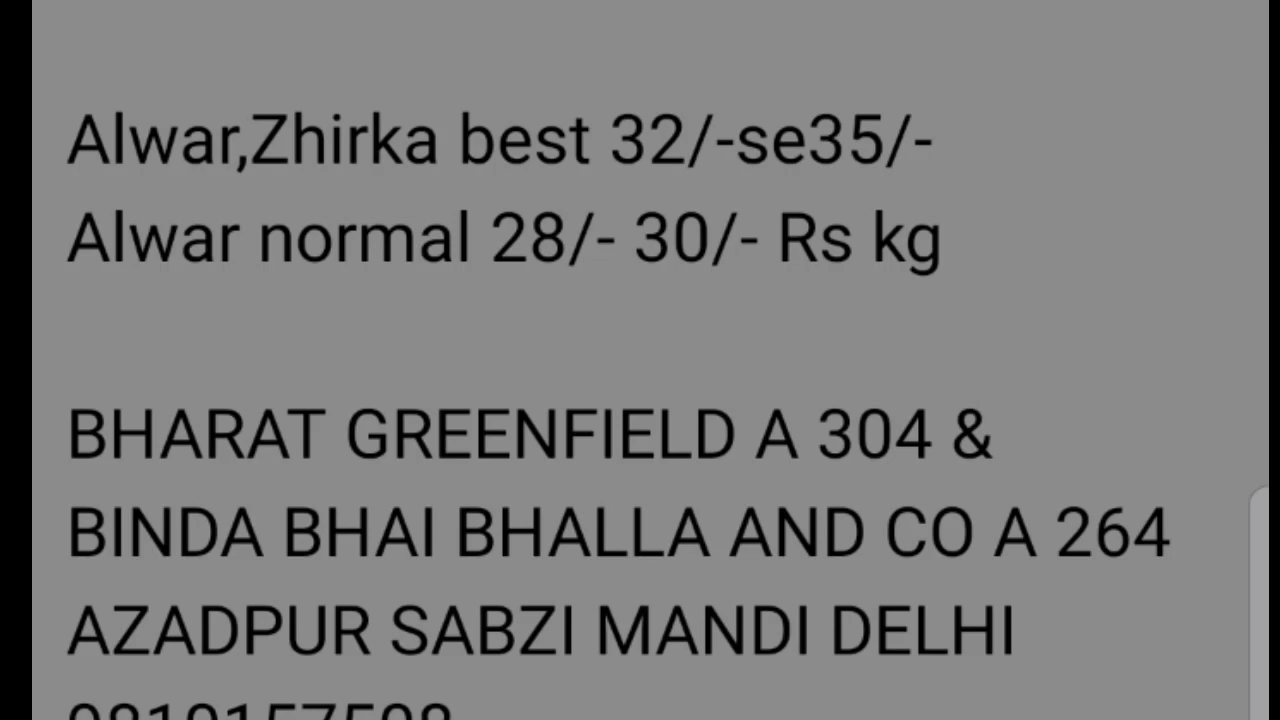 Alwar,Zhirka best 32/-se35/-
Alwar normal 28/- 30/- Rs kg
BHARAT GREENFIELD A 304 &
BINDA BHAI BHALLA AND CO A 264
AZADPUR SABZI MANDI DELHI